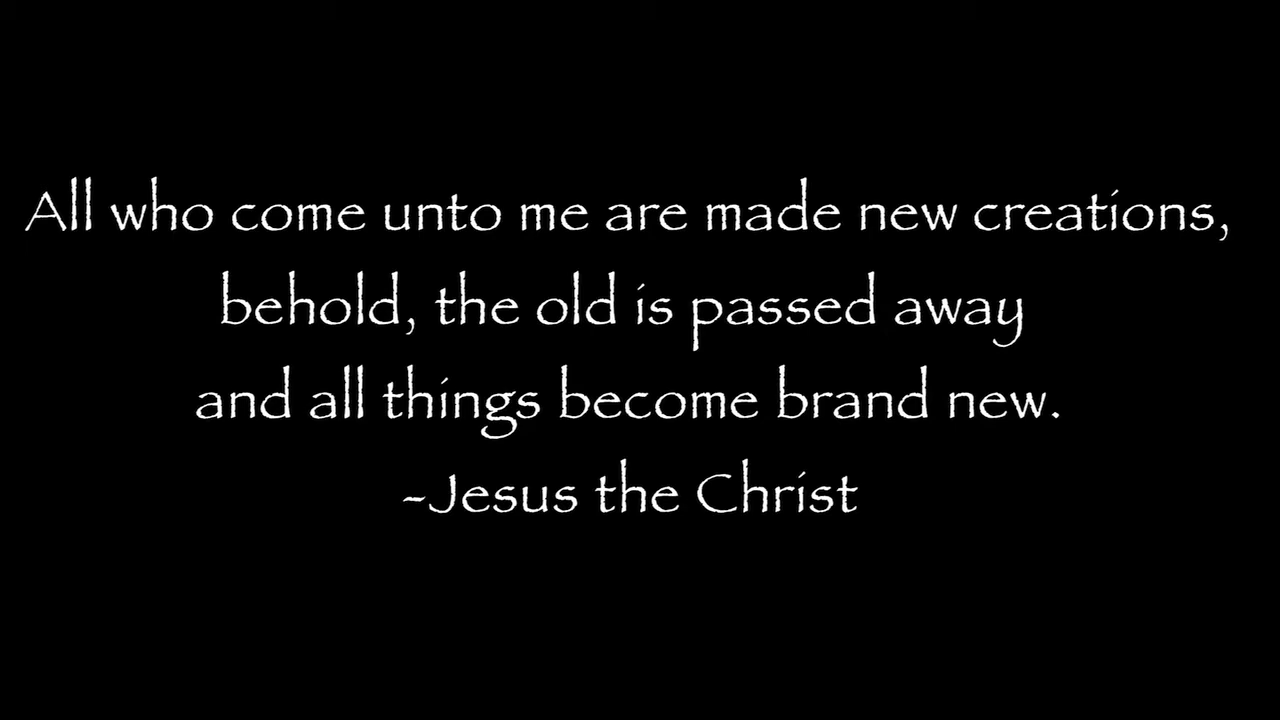 All who come unto me are made new creations,
behold, the old is passed away
and all things become brand new.
-Jesus the Christ